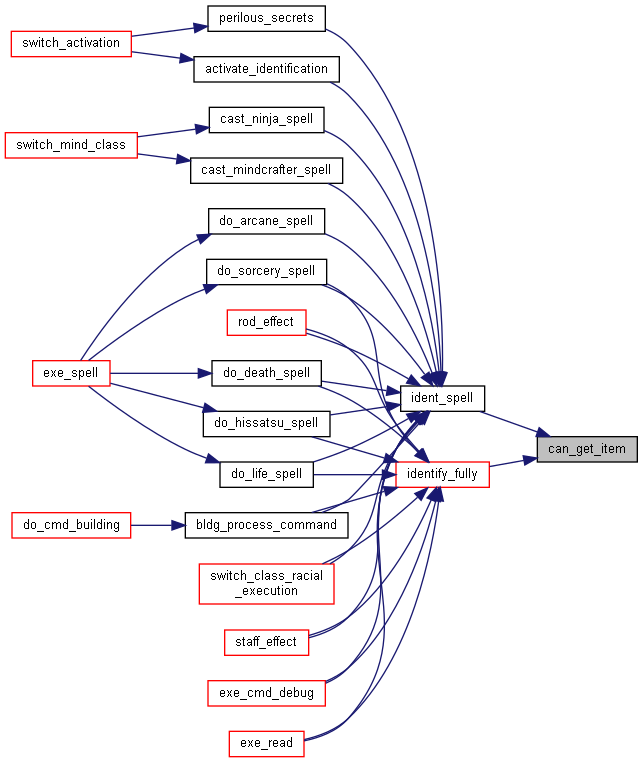 perilous_secrets
switch_activation
activate_identification
cast_ninja_spell
switch_mind_class
cast_mindcrafter_spell
do_arcane_spell
do_sorcery_spell
rod_effect
exe_spell
do_death_spell
ident_spell
do_hissatsu_spell
can_get_item
do_life_spell
identify_fully
do_cmd_building
bldg_process_command
switch_class_racial
_execution
staff_effect
exe_cmd_debug
exe_read